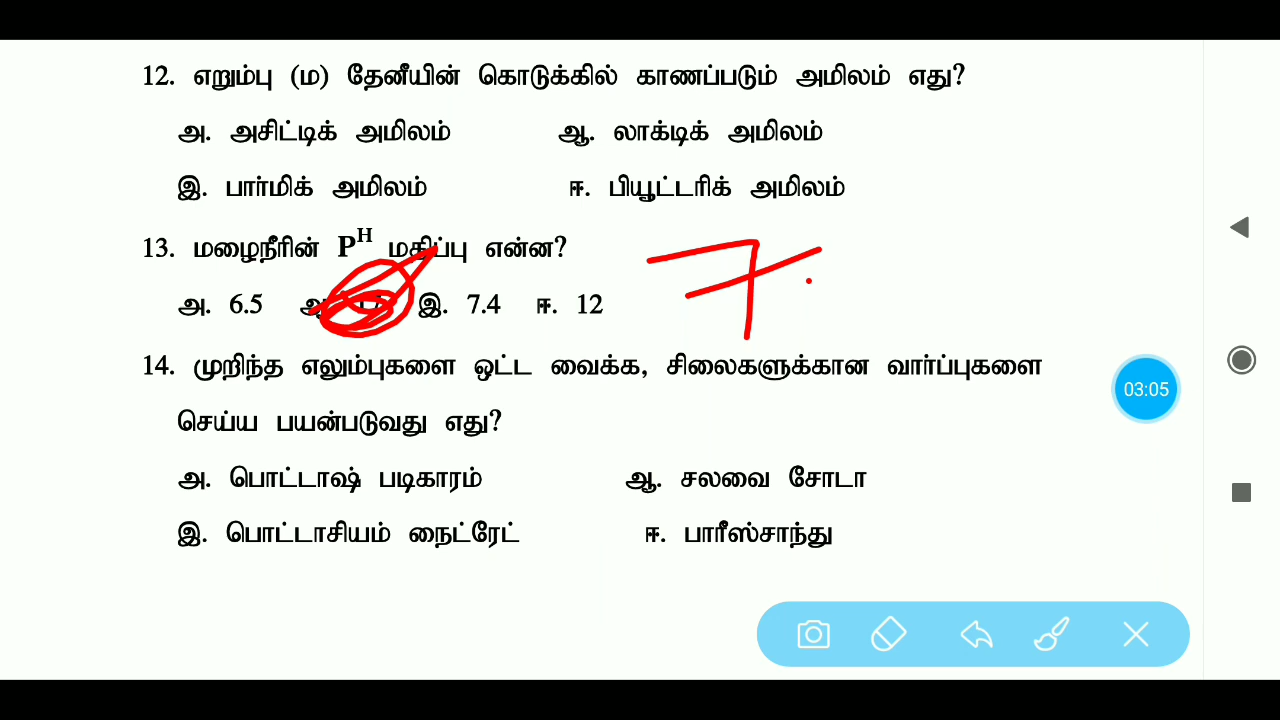 12. எறும்பு (ம) தேனீயின் கொடுக்கில் காணப்படும் அமிலம் எது?
அ. அசிட்டிக் அமிலம் ஆ. லாக்டிக் அமிலம்
இ. பார்மிக் அமிலம் ஈ. பியூட்டரிக் அமிலம்
13. மழைநீரின் P^H மதிப்பு என்ன? 7
அ. 6.5 இ. 7.4 ஈ. 12
14. முறிந்த எலும்புகளை ஒட்ட வைக்க, சிலைகளுக்கான வார்ப்புகளை
03:05
செய்ய பயன்படுவது எது?
அ. பொட்டாஷ் படிகாரம் ஆ. சலவை சோடா
இ. பொட்டாசியம் நைட்ரேட் ஈ. பாரீஸ்சாந்து